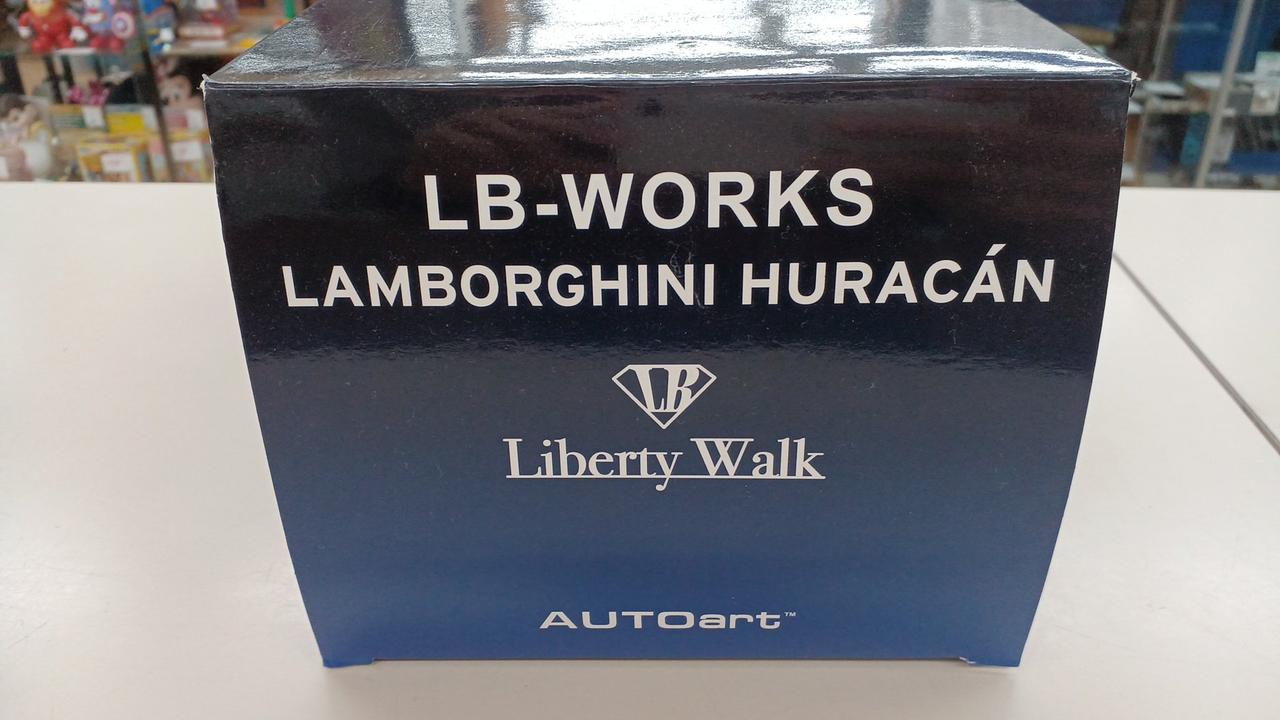 LB-WORKS
LAMBORGHINI HURACÁN
LB
Liberty Walk
AUTOart™